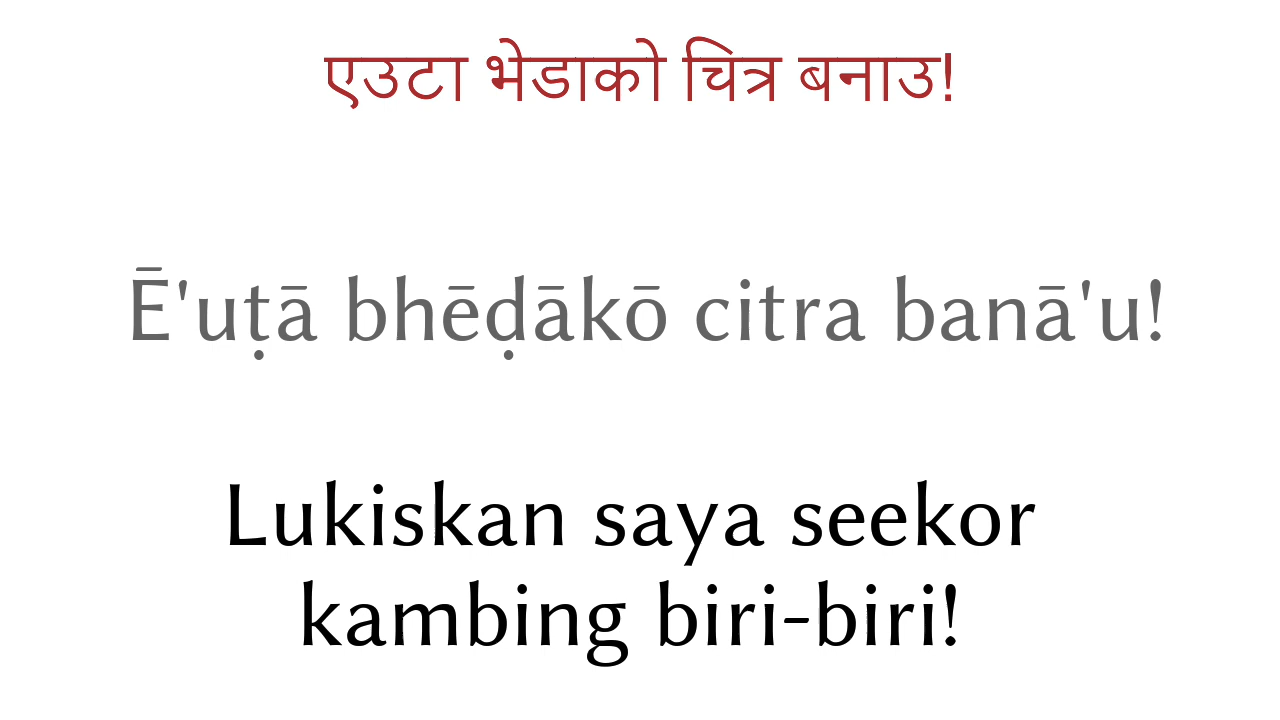 एउटा भेडाको चित्र बनाउ!
Ē'uṭā bhēḍākō citra banā'u!
Lukiskan saya seekor
kambing biri-biri!